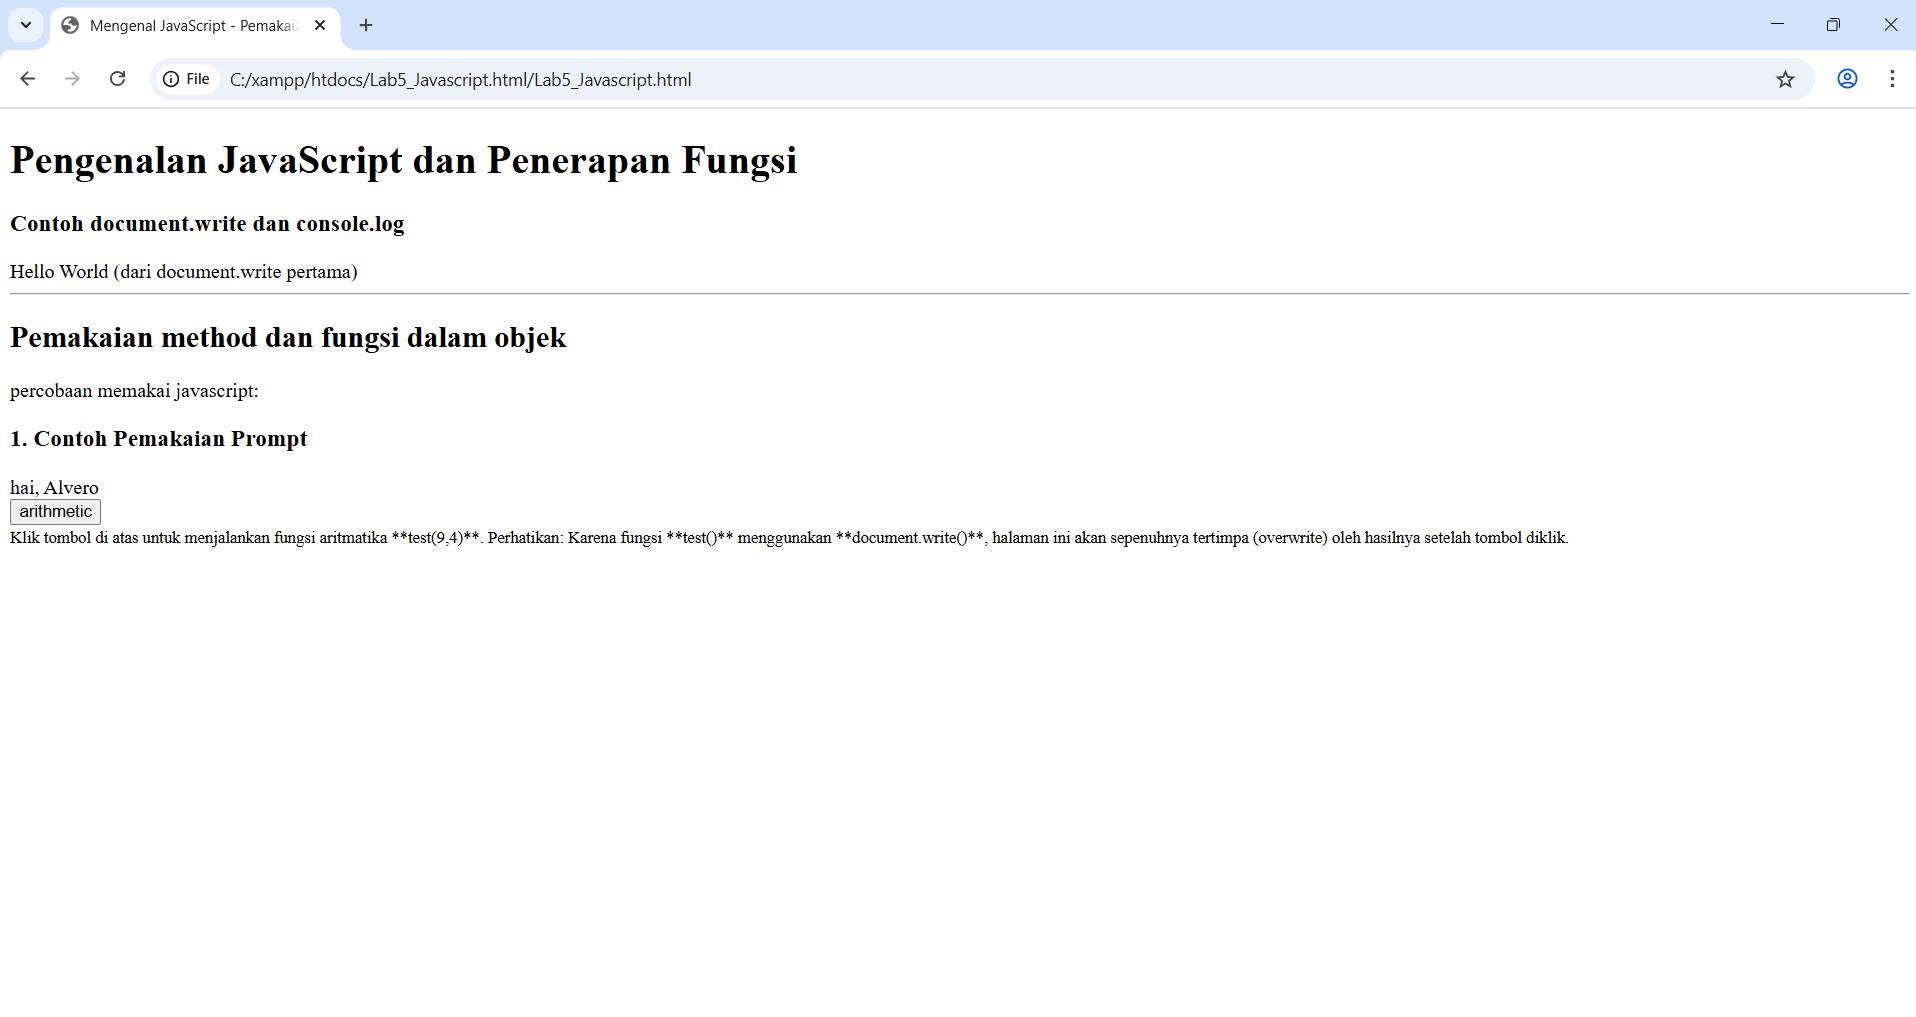 Mengenal JavaScript - Pemakai
File
C:/xampp/htdocs/Lab5_Javascript.html/Lab5_Javascript.html
Pengenalan JavaScript dan Penerapan Fungsi
Contoh document.write dan console.log
Hello World (dari document.write pertama)
Pemakaian method dan fungsi dalam objek
percobaan memakai javascript:
1. Contoh Pemakaian Prompt
hai, Alvero
arithmetic
Klik tombol di atas untuk menjalankan fungsi aritmatika **test(9,4)**. Perhatikan: Karena fungsi **test()** menggunakan **document.write()**, halaman ini akan sepenuhnya tertimpa (overwrite) oleh hasilnya setelah tombol diklik.